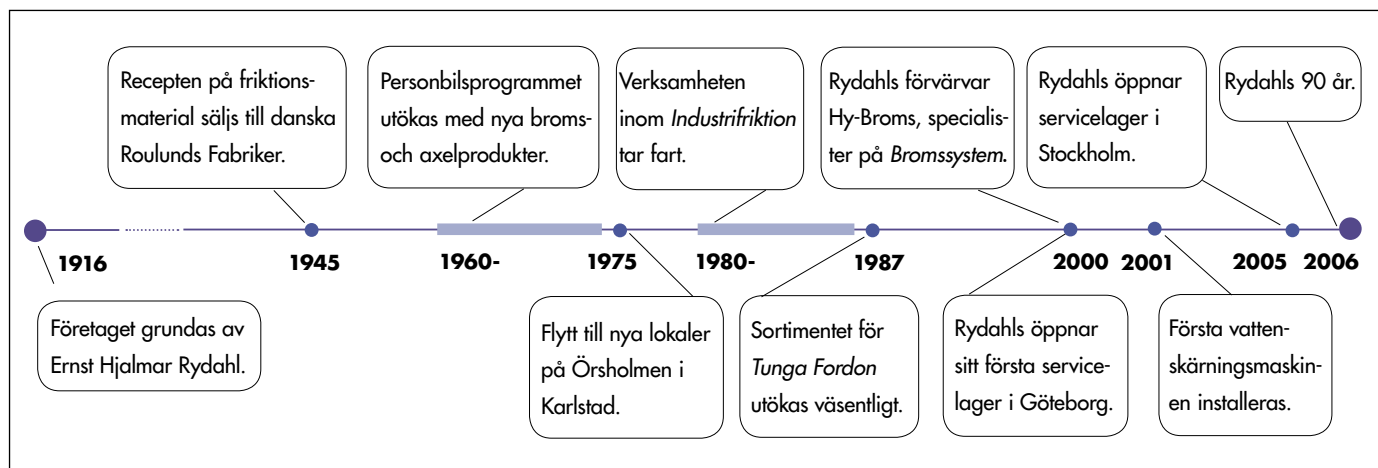 Recepten på friktions-
material säljs till danska
Roulunds Fabriker.
Personbilsprogrammet
utökas med nya broms-
och axelprodukter.
Verksamheten
inom Industrifriktion
tar fart.
Rydahls förvärvar
Hy-Broms, specialis-
ter på Bromssystem.
Rydahls öppnar
servicelager i
Stockholm.
Rydahls 90 år.
1916
1945
1960-
1975
1980-
1987
2000
2001
2005
2006
Företaget grundas av
Ernst Hjalmar Rydahl.
Flytt till nya lokaler
på Örsholmen i
Karlstad.
Sortimentet för
Tunga Fordon
utökas väsentligt.
Rydahls öppnar
sitt första service-
lager i Göteborg.
Första vatten-
skärningsmaskin-
en installeras.